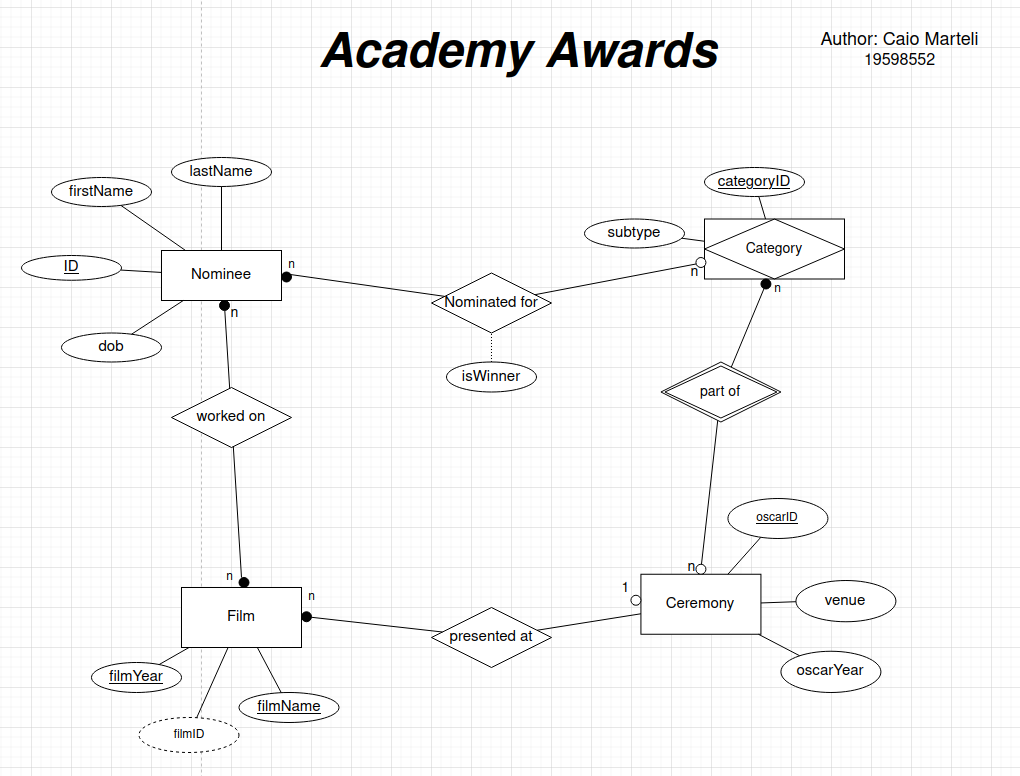 Academy Awards
Author: Caio Marteli
19598552
lastName
firstName
categoryID
subtype
Category
ID
Nominee
n
n
n
n
Nominated for
dob
isWinner
part of
worked on
oscarID
n
n
1
n
Film
Ceremony
venue
presented at
filmYear
oscarYear
filmName
filmID